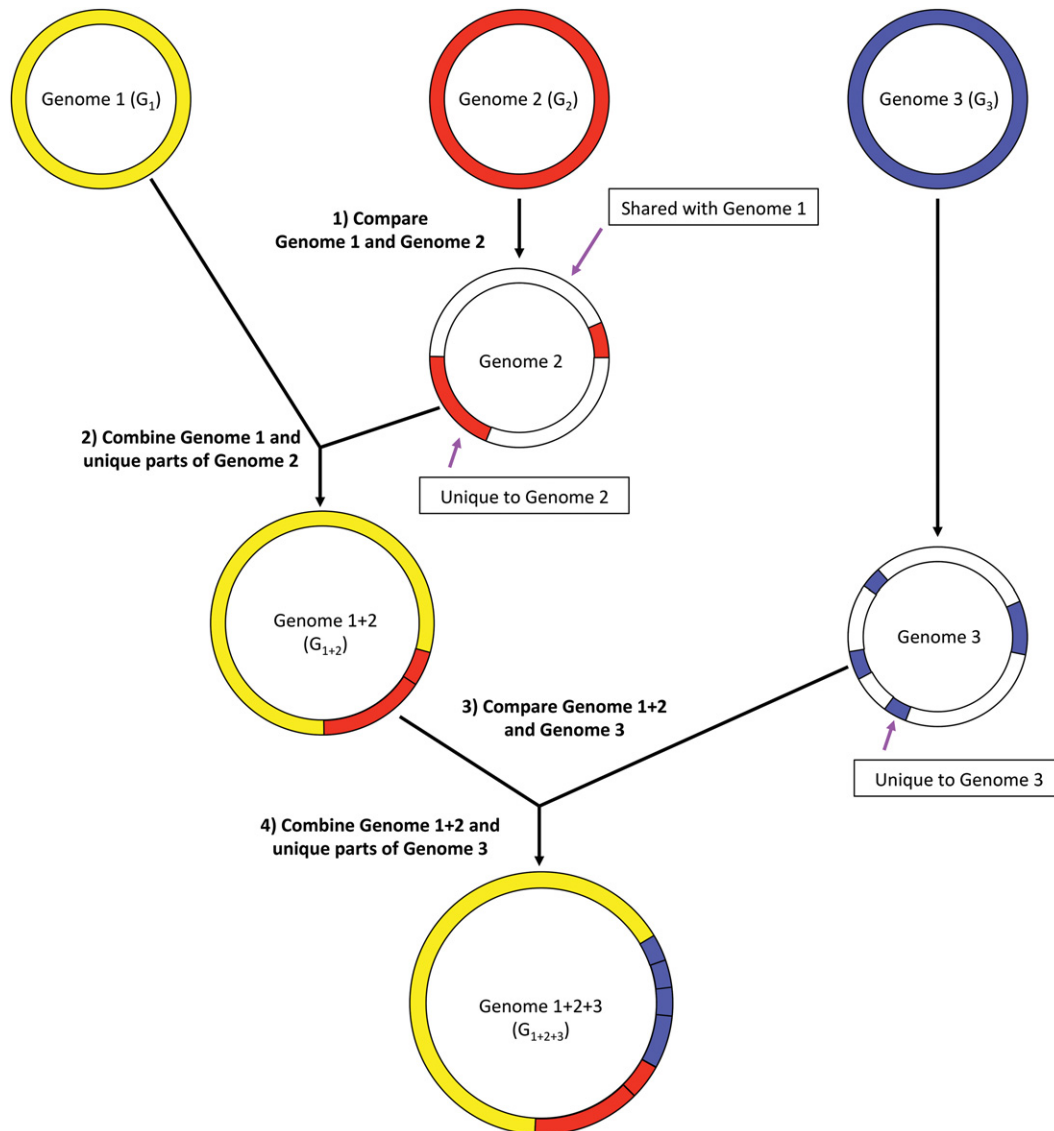 Genome 1 (G₁)
Genome 2 (G₂)
Genome 3 (G₃)
1) Compare
Genome 1 and Genome 2
Shared with Genome 1
Genome 2
2) Combine Genome 1 and
unique parts of Genome 2
Unique to Genome 2
Genome 1+2
(G₁₊₂)
Genome 3
3) Compare Genome 1+2
and Genome 3
Unique to Genome 3
4) Combine Genome 1+2 and
unique parts of Genome 3
Genome 1+2+3
(G₁₊₂₊₃)